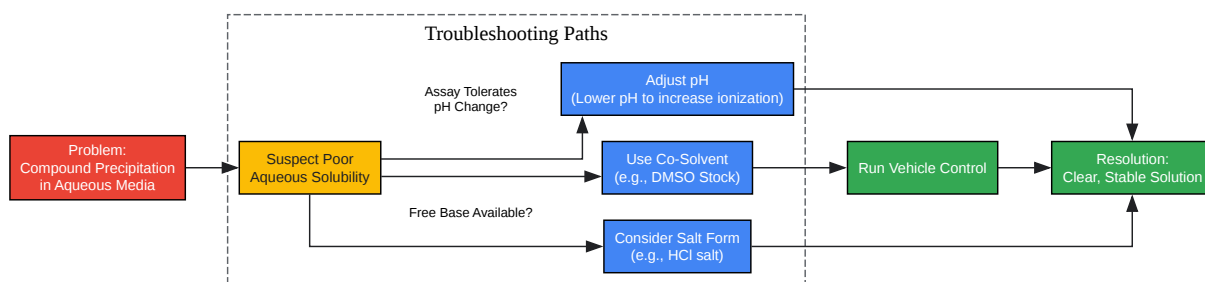 Troubleshooting Paths
Assay Tolerates
pH Change?
Adjust pH
(Lower pH to increase ionization)
Problem:
Compound Precipitation
in Aqueous Media
Suspect Poor
Aqueous Solubility
Use Co-Solvent
(e.g., DMSO Stock)
Run Vehicle Control
Resolution:
Clear, Stable Solution
Free Base Available?
Consider Salt Form
(e.g., HCl salt)